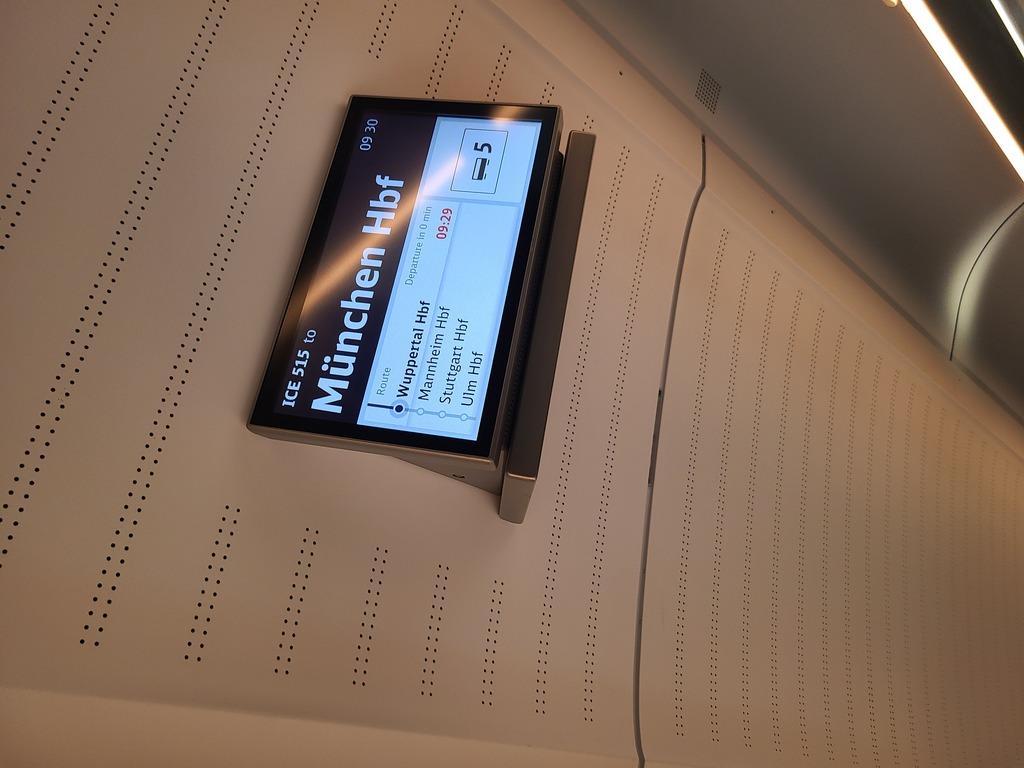 ICE 515 to
München Hbf
09 30
Route
Departure in 0 min
Wuppertal Hbf
09:29
Mannheim Hbf
Stuttgart Hbf
Ulm Hbf
5